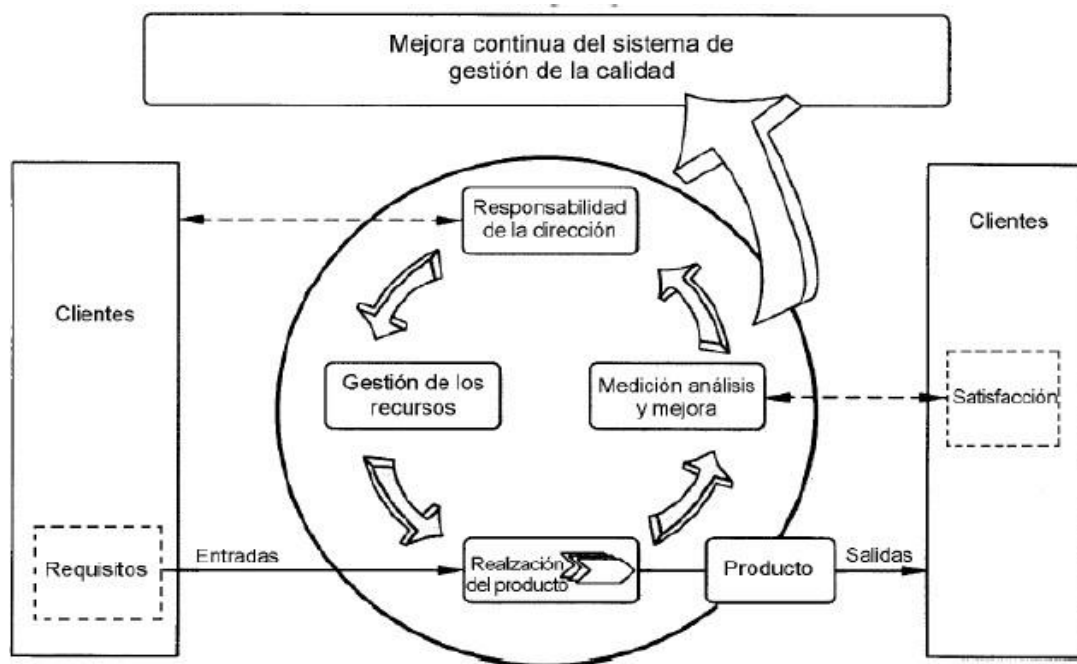 Mejora continua del sistema de
gestión de la calidad
Responsabilidad
de la dirección
Clientes
Clientes
Gestión de los
recursos
Medición análisis
y mejora
Satisfacción
Requisitos
Entradas
Realzación
del producto
Producto
Salidas